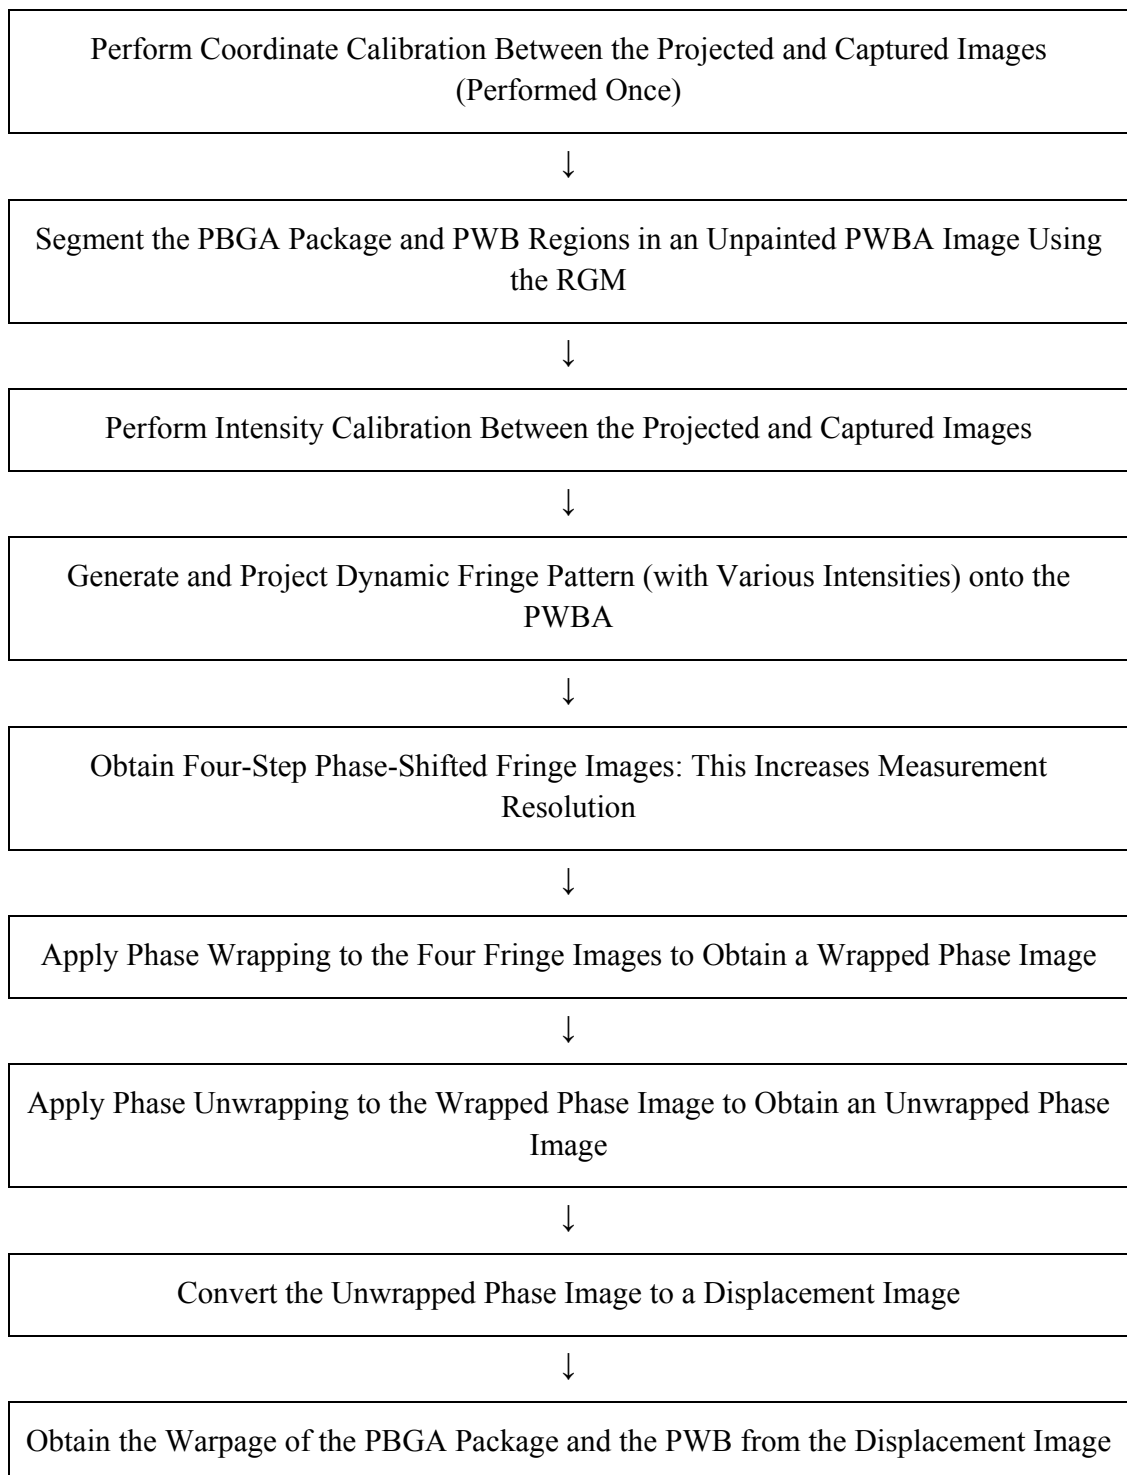 Perform Coordinate Calibration Between the Projected and Captured Images
(Performed Once)
↓
Segment the PBGA Package and PWB Regions in an Unpainted PWBA Image Using
the RGM
↓
Perform Intensity Calibration Between the Projected and Captured Images
↓
Generate and Project Dynamic Fringe Pattern (with Various Intensities) onto the
PWBA
↓
Obtain Four-Step Phase-Shifted Fringe Images: This Increases Measurement
Resolution
↓
Apply Phase Wrapping to the Four Fringe Images to Obtain a Wrapped Phase Image
↓
Apply Phase Unwrapping to the Wrapped Phase Image to Obtain an Unwrapped Phase
Image
↓
Convert the Unwrapped Phase Image to a Displacement Image
↓
Obtain the Warpage of the PBGA Package and the PWB from the Displacement Image